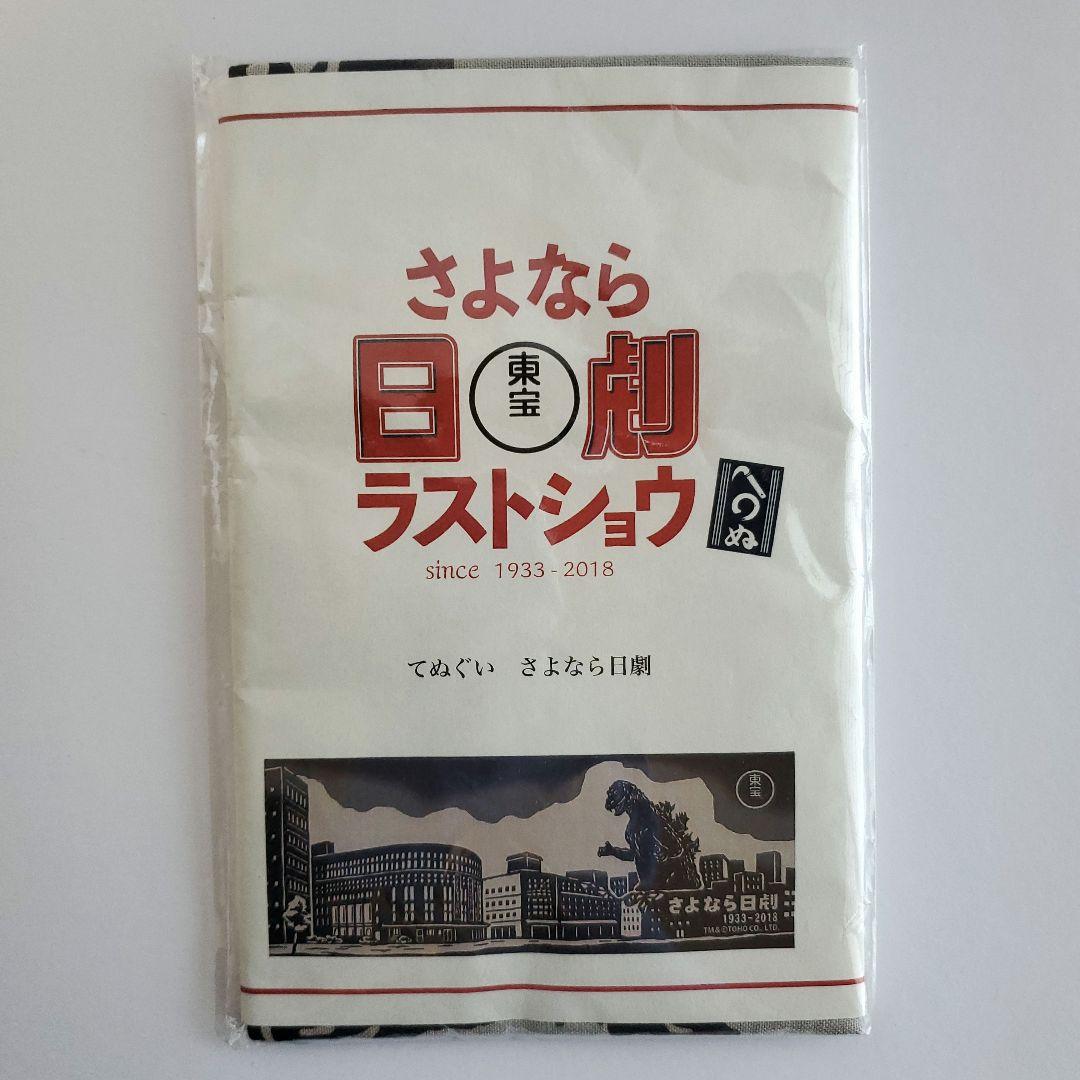 さよなら
日東宝劇
ラストショウ
へのぬ
since 1933-2018
てぬぐい さよなら日劇
東宝
さよなら日劇
1933-2018
TM&©TOHO CO., LTD.